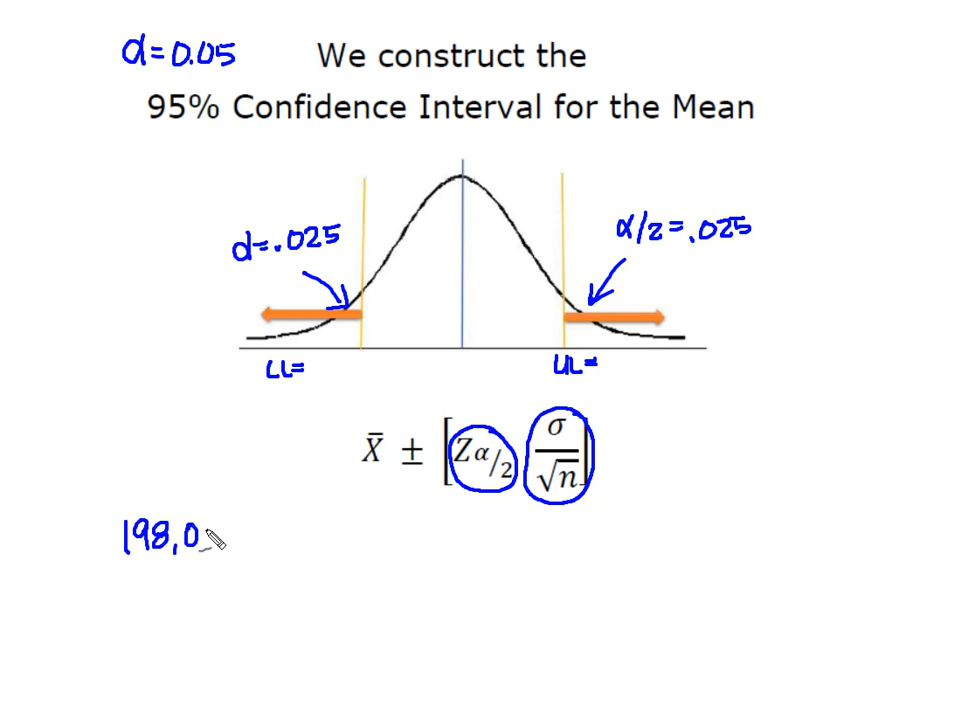 α=0.05
We construct the
95% Confidence Interval for the Mean
d=.025
α/2=.025
LL=
UL=
X̄ ± [Zα/2 σ/√n]
198,0